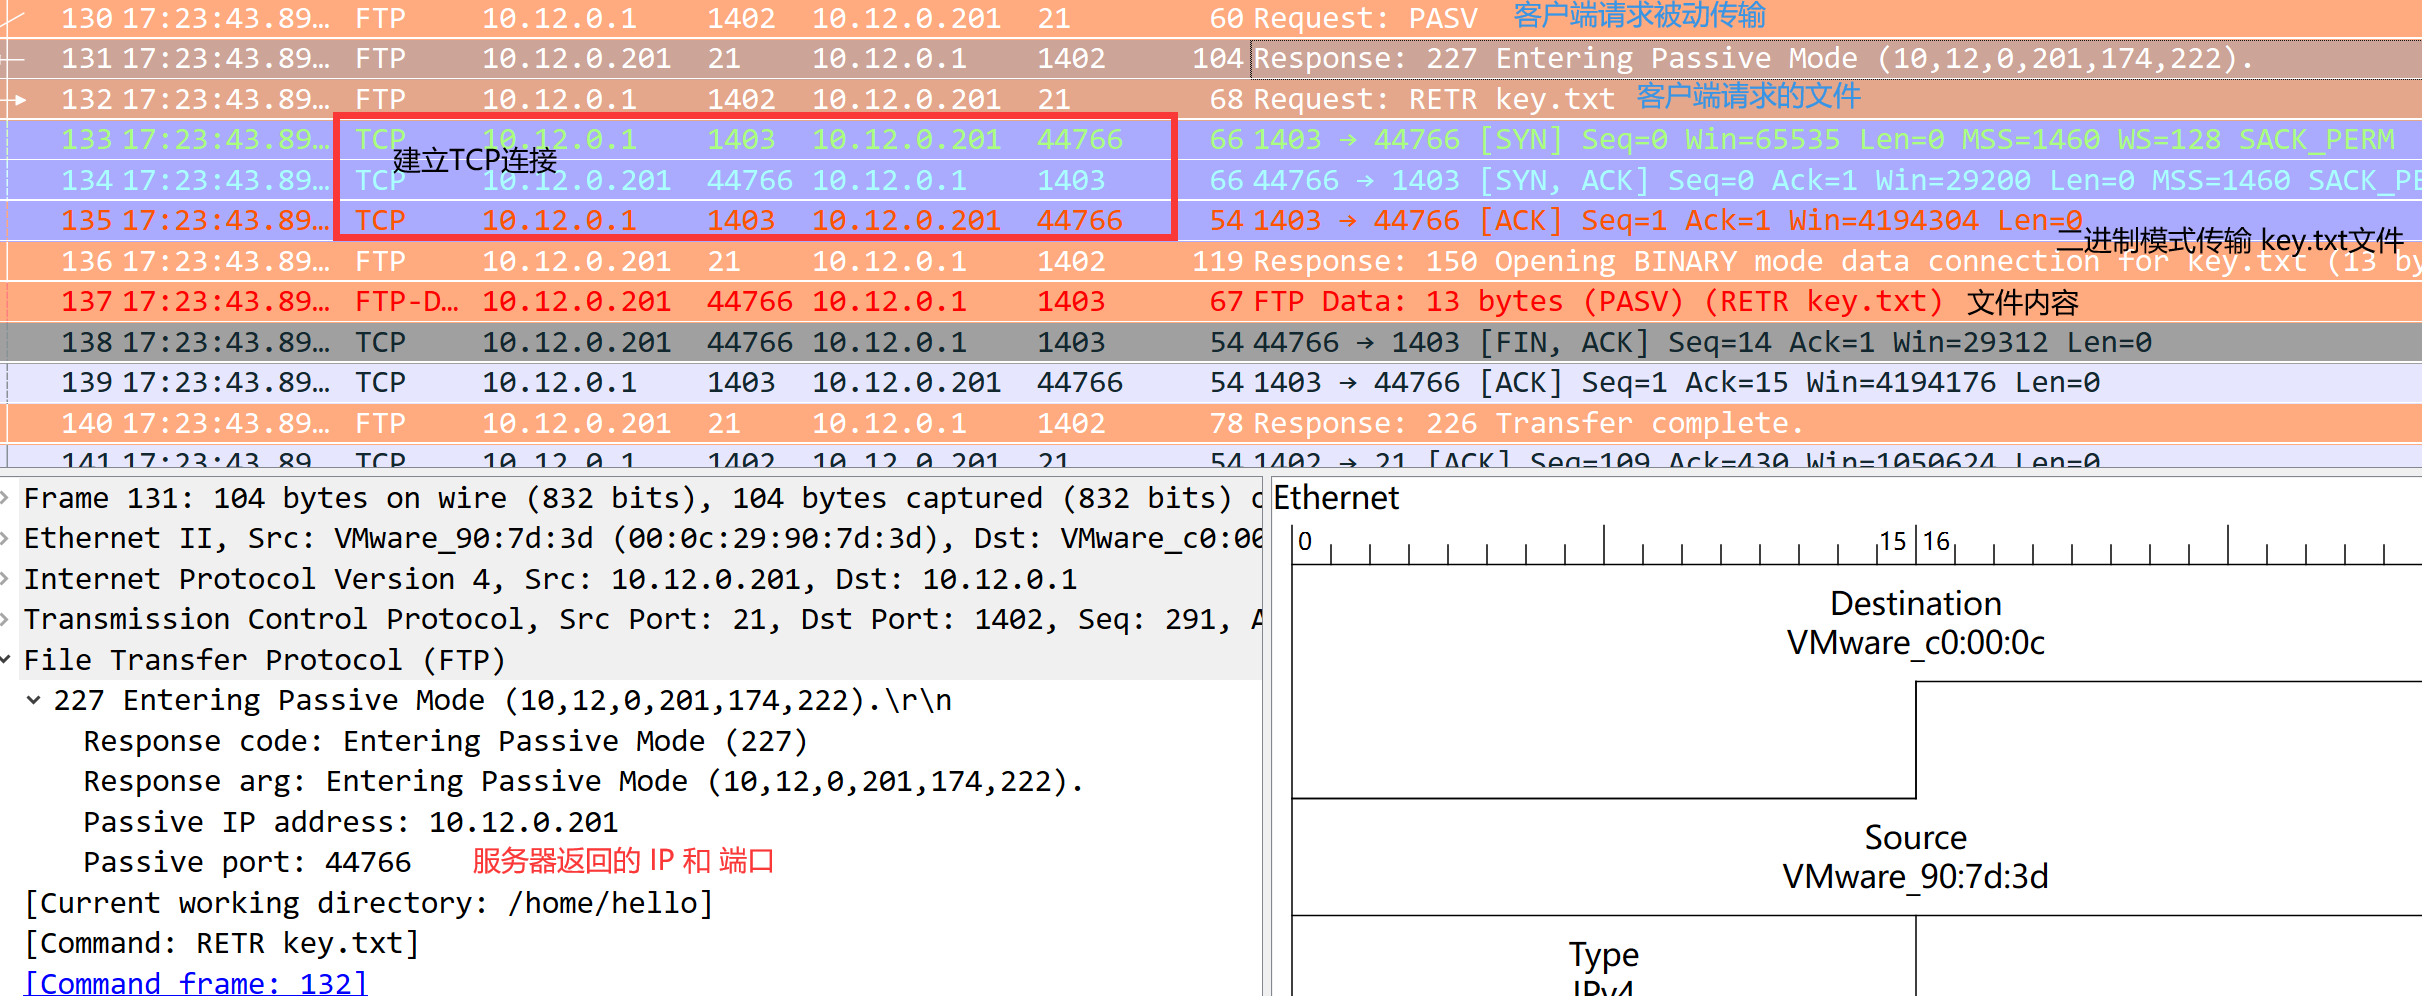 130 17:23:43.89… FTP 10.12.0.1 1402 10.12.0.201 21 60 Request: PASV 客户端请求被动传输
131 17:23:43.89… FTP 10.12.0.201 21 10.12.0.1 1402 104 Response: 227 Entering Passive Mode (10,12,0,201,174,222).
132 17:23:43.89… FTP 10.12.0.1 1402 10.12.0.201 21 68 Request: RETR key.txt 客户端请求的文件
133 17:23:43.89… TCP 10.12.0.1 1403 10.12.0.201 44766 66 1403 → 44766 [SYN] Seq=0 Win=65535 Len=0 MSS=1460 WS=128 SACK_PERM
建立TCP连接
134 17:23:43.89… TCP 10.12.0.201 44766 10.12.0.1 1403 66 44766 → 1403 [SYN, ACK] Seq=0 Ack=1 Win=29200 Len=0 MSS=1460 SACK_PE
135 17:23:43.89… TCP 10.12.0.1 1403 10.12.0.201 44766 54 1403 → 44766 [ACK] Seq=1 Ack=1 Win=4194304 Len=0
二进制模式传输 key.txt文件
136 17:23:43.89… FTP 10.12.0.201 21 10.12.0.1 1402 119 Response: 150 Opening BINARY mode data connection for key.txt (13 by
137 17:23:43.89… FTP-D… 10.12.0.201 44766 10.12.0.1 1403 67 FTP Data: 13 bytes (PASV) (RETR key.txt) 文件内容
138 17:23:43.89… TCP 10.12.0.201 44766 10.12.0.1 1403 54 44766 → 1403 [FIN, ACK] Seq=14 Ack=1 Win=29312 Len=0
139 17:23:43.89… TCP 10.12.0.1 1403 10.12.0.201 44766 54 1403 → 44766 [ACK] Seq=1 Ack=15 Win=4194176 Len=0
140 17:23:43.89… FTP 10.12.0.201 21 10.12.0.1 1402 78 Response: 226 Transfer complete.
141 17:23:43.89… TCP 10.12.0.1 1402 10.12.0.201 21 54 1402 → 21 [ACK] Seq=109 Ack=430 Win=1050624 Len=0
Frame 131: 104 bytes on wire (832 bits), 104 bytes captured (832 bits) o
Ethernet II, Src: VMware_90:7d:3d (00:0c:29:90:7d:3d), Dst: VMware_c0:00
Internet Protocol Version 4, Src: 10.12.0.201, Dst: 10.12.0.1
Transmission Control Protocol, Src Port: 21, Dst Port: 1402, Seq: 291, A
File Transfer Protocol (FTP)
227 Entering Passive Mode (10,12,0,201,174,222).\r\n
Response code: Entering Passive Mode (227)
Response arg: Entering Passive Mode (10,12,0,201,174,222).
Passive IP address: 10.12.0.201
Passive port: 44766 服务器返回的 IP 和 端口
[Current working directory: /home/hello]
[Command: RETR key.txt]
[Command frame: 132]
Ethernet
0 15 16
Destination
VMware_c0:00:0c
Source
VMware_90:7d:3d
Type
IPv4